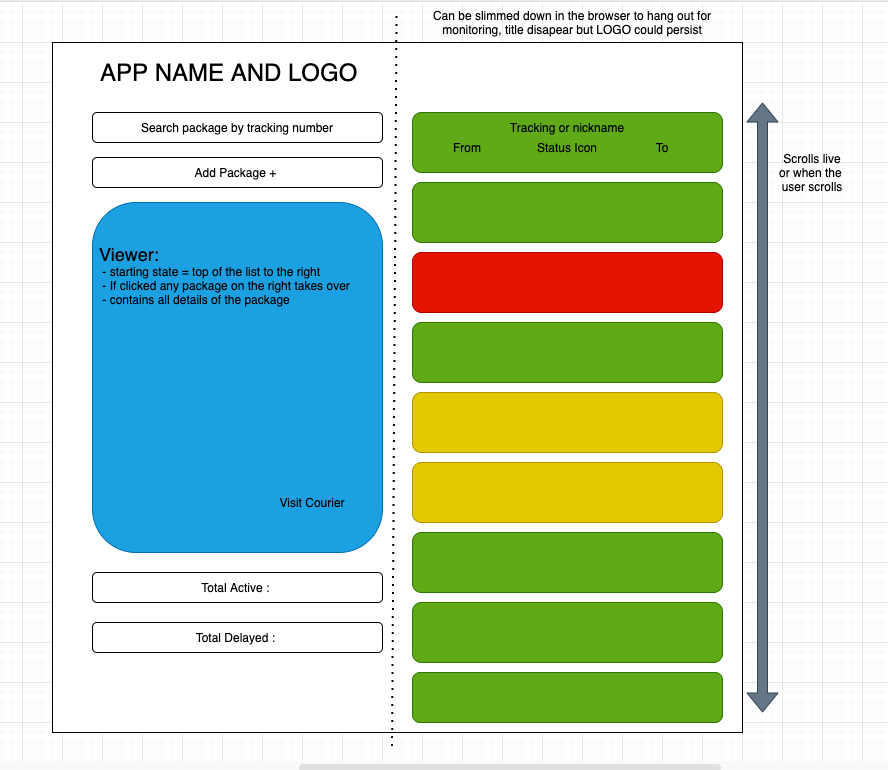 Can be slimmed down in the browser to hang out for
monitoring, title disapear but LOGO could persist
APP NAME AND LOGO
Search package by tracking number
Add Package +
Viewer:
- starting state = top of the list to the right
- If clicked any package on the right takes over
- contains all details of the package
Visit Courier
Total Active :
Total Delayed :
Tracking or nickname
From Status Icon To
Scrolls live
or when the
user scrolls